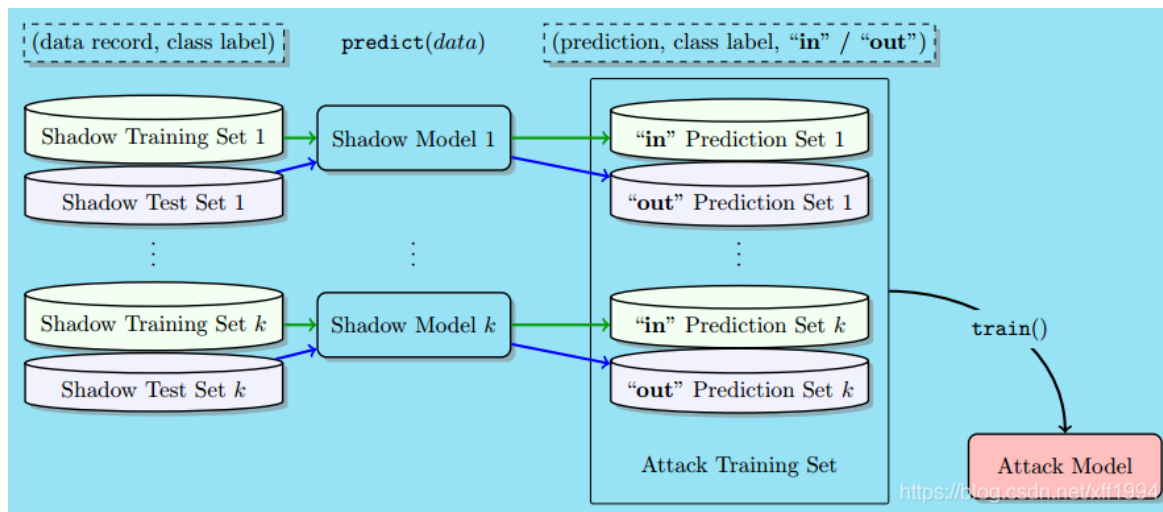 (data record, class label)
predict(data)
(prediction, class label, “in” / “out”)
Shadow Training Set 1
Shadow Model 1
“in” Prediction Set 1
Shadow Test Set 1
“out” Prediction Set 1
Shadow Training Set k
Shadow Model k
“in” Prediction Set k
train()
Shadow Test Set k
“out” Prediction Set k
Attack Training Set
Attack Model
https://blog.csdn.net/xff1994